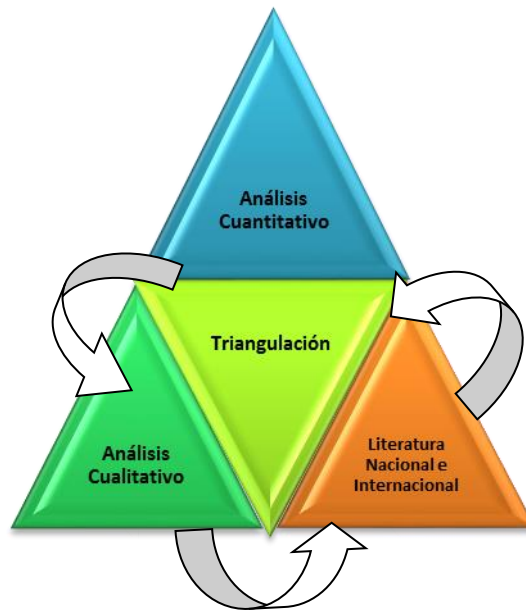 Análisis
Cuantitativo
Triangulación
Análisis
Cualitativo
Literatura
Nacional e
Internacional